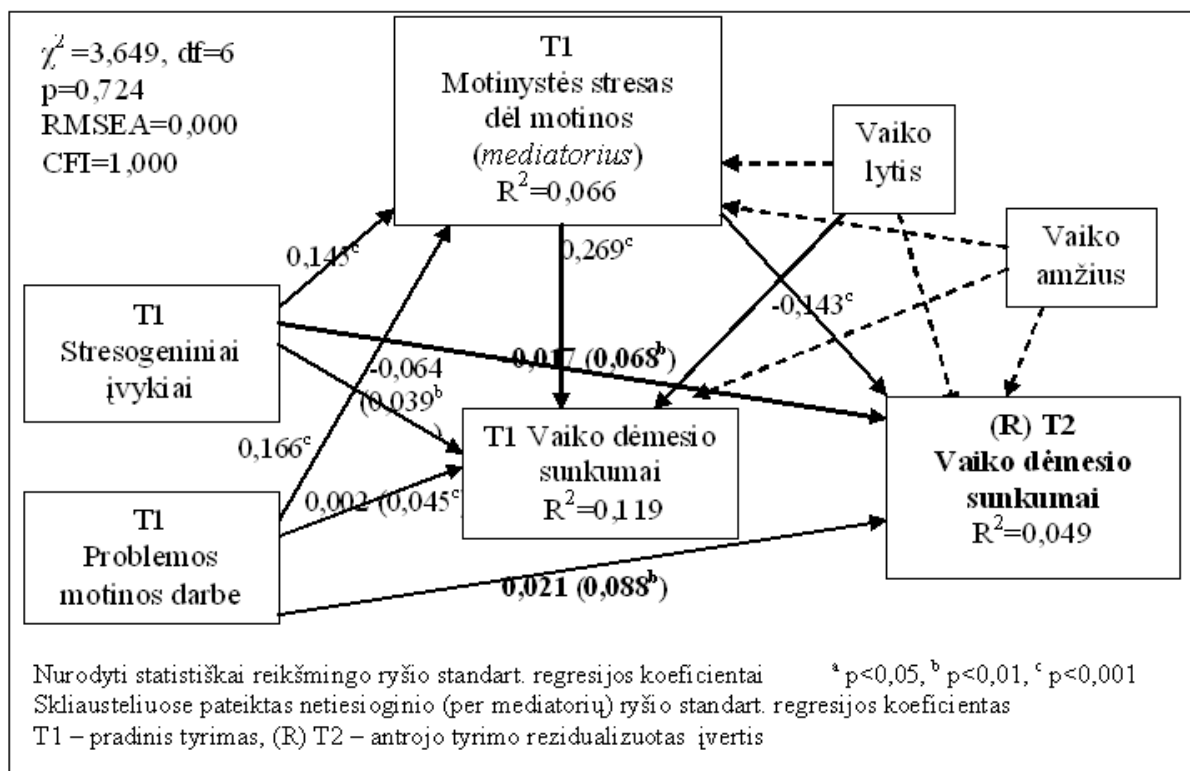 χ² =3,649, df=6
p=0,724
RMSEA=0,000
CFI=1,000
T1
Motinystės stresas
dėl motinos
(mediatorius)
R²=0,066
Vaiko
lytis
Vaiko
amžius
0,145ᶜ
0,269ᶜ
-0,143ᶜ
T1
Stresogeniniai
įvykiai
0,017 (0,068ᵇ)
-0,064
(0,039ᵇ
)
0,166ᶜ
T1 Vaiko dėmesio
sunkumai
R²=0,119
(R) T2
Vaiko dėmesio
sunkumai
R²=0,049
0,002 (0,045ᶜ)
T1
Problemos
motinos darbe
0,021 (0,088ᵇ)
Nurodyti statistiškai reikšmingo ryšio standart. regresijos koeficientai ᵃ p<0,05, ᵇ p<0,01, ᶜ p<0,001
Skliausteliuose pateiktas netiesioginio (per mediatorių) ryšio standart. regresijos koeficientas
T1 – pradinis tyrimas, (R) T2 – antrojo tyrimo rezidualizuotas įvertis